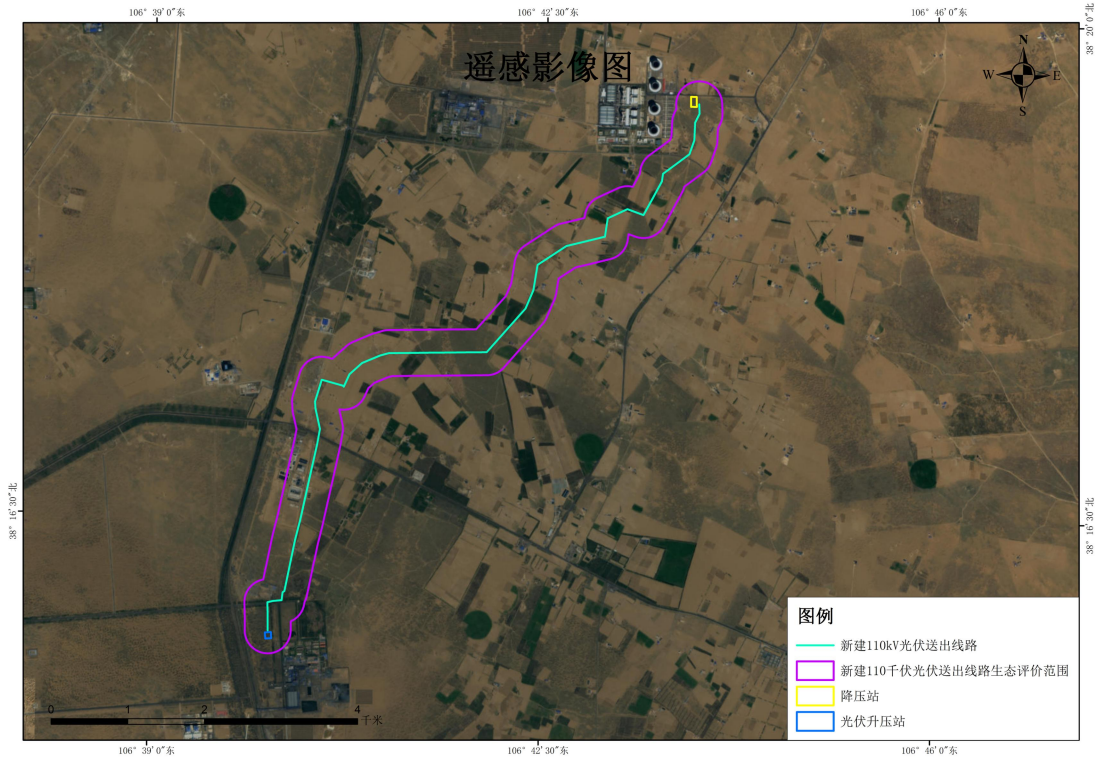 106° 39′ 0″东
106° 42′ 30″东
106° 46′ 0″东
38° 20′ 0″北
遥感影像图
N
W
E
S
38° 16′ 30″北
38° 16′ 30″北
图例
新建110kV光伏送出线路
新建110千伏光伏送出线路生态评价范围
降压站
光伏升压站
0 1 2 4
千米
106° 39′ 0″东
106° 42′ 30″东
106° 46′ 0″东